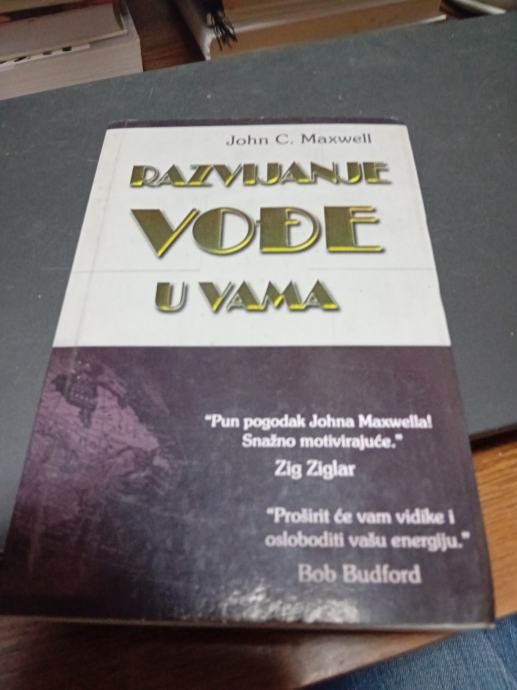 John C. Maxwell
RAZVIJANJE
VOĐE
U VAMA
"Pun pogodak Johna Maxwella!
Snažno motivirajuće."
Zig Ziglar
"Proširit će vam vidike i
osloboditi vašu energiju."
Bob Budford